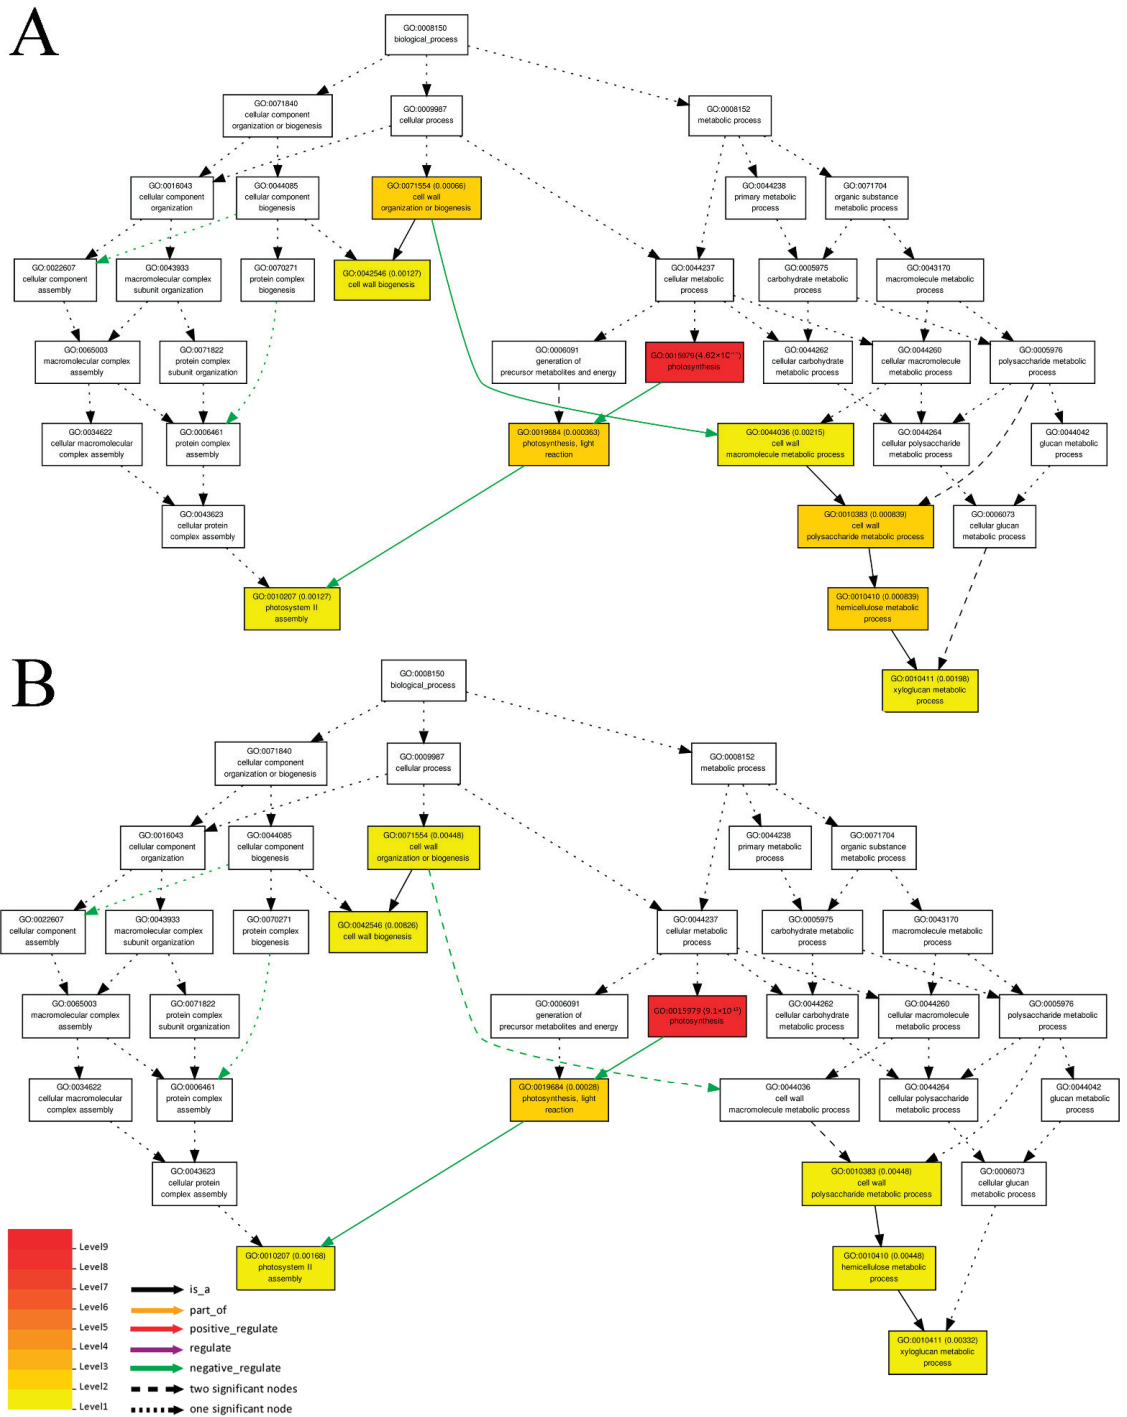 A
GO:0008150
biological_process
GO:0071840
cellular component
organization or biogenesis
GO:0009987
cellular process
GO:0008152
metabolic process
GO:0016043
cellular component
organization
GO:0044085
cellular component
biogenesis
GO:0071554 (0.00066)
cell wall
organization or biogenesis
GO:0044238
primary metabolic
process
GO:0071704
organic substance
metabolic process
GO:0022607
cellular component
assembly
GO:0043933
macromolecular complex
subunit organization
GO:0070271
protein complex
biogenesis
GO:0042546 (0.00127)
cell wall biogenesis
GO:0044237
cellular metabolic
process
GO:0005975
carbohydrate metabolic
process
GO:0043170
macromolecule metabolic
process
GO:0065003
macromolecular complex
assembly
GO:0071822
protein complex
subunit organization
GO:0006091
generation of
precursor metabolites and energy
GO:0015979
photosynthesis
GO:0044262
cellular carbohydrate
metabolic process
GO:0044260
cellular macromolecule
metabolic process
GO:0005976
polysaccharide metabolic
process
GO:0034622
cellular macromolecular
complex assembly
GO:0006461
protein complex
assembly
GO:0019684 (0.000363)
photosynthesis, light
reaction
GO:0044036 (0.00215)
cell wall
macromolecule metabolic process
GO:0044264
cellular polysaccharide
metabolic process
GO:0044042
glucan metabolic
process
GO:0043623
cellular protein
complex assembly
GO:0010383 (0.000839)
cell wall
polysaccharide metabolic process
GO:0006073
cellular glucan
metabolic process
GO:0010207 (0.00127)
photosystem II
assembly
GO:0010410 (0.000839)
hemicellulose metabolic
process
GO:0010411 (0.00198)
xyloglucan metabolic
process
B
GO:0008150
biological_process
GO:0071840
cellular component
organization or biogenesis
GO:0009987
cellular process
GO:0008152
metabolic process
GO:0016043
cellular component
organization
GO:0044085
cellular component
biogenesis
GO:0071554 (0.00448)
cell wall
organization or biogenesis
GO:0044238
primary metabolic
process
GO:0071704
organic substance
metabolic process
GO:0022607
cellular component
assembly
GO:0043933
macromolecular complex
subunit organization
GO:0070271
protein complex
biogenesis
GO:0042546 (0.00826)
cell wall biogenesis
GO:0044237
cellular metabolic
process
GO:0005975
carbohydrate metabolic
process
GO:0043170
macromolecule metabolic
process
GO:0065003
macromolecular complex
assembly
GO:0071822
protein complex
subunit organization
GO:0006091
generation of
precursor metabolites and energy
GO:0015979
photosynthesis
GO:0044262
cellular carbohydrate
metabolic process
GO:0044260
cellular macromolecule
metabolic process
GO:0005976
polysaccharide metabolic
process
GO:0034622
cellular macromolecular
complex assembly
GO:0006461
protein complex
assembly
GO:0019684 (0.00028)
photosynthesis, light
reaction
GO:0044036
cell wall
macromolecule metabolic process
GO:0044264
cellular polysaccharide
metabolic process
GO:0044042
glucan metabolic
process
GO:0043623
cellular protein
complex assembly
GO:0010383 (0.00448)
cell wall
polysaccharide metabolic process
GO:0006073
cellular glucan
metabolic process
GO:0010207 (0.00168)
photosystem II
assembly
GO:0010410 (0.00448)
hemicellulose metabolic
process
GO:0010411 (0.00332)
xyloglucan metabolic
process
Level9
Level8
Level7
Level6
Level5
Level4
Level3
Level2
Level1
is_a
part_of
positive_regulate
regulate
negative_regulate
two significant nodes
one significant node